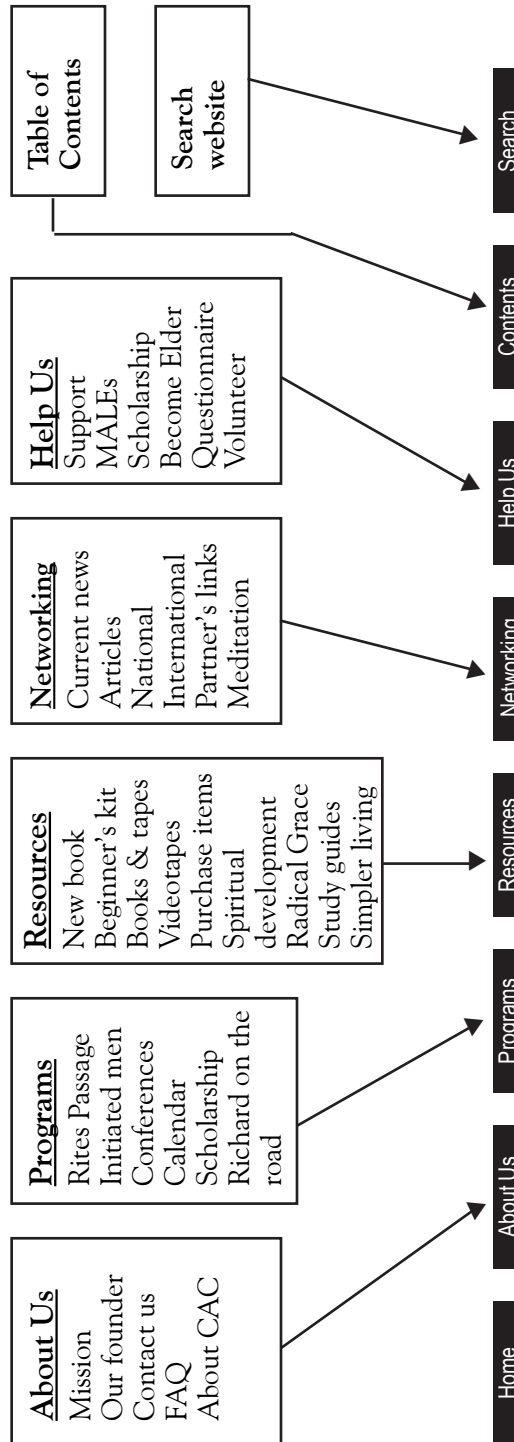 About Us
Mission
Our founder
Contact us
FAQ
About CAC
Programs
Rites Passage
Initiated men
Conferences
Calendar
Scholarship
Richard on the
road
Resources
New book
Beginner's kit
Books & tapes
Videotapes
Purchase items
Spiritual
development
Radical Grace
Study guides
Simpler living
Networking
Current news
Articles
National
International
Partner's links
Meditation
Help Us
Support
MALEs
Scholarship
Become Elder
Questionnaire
Volunteer
Table of
Contents
Search
website
Home
About Us
Programs
Resources
Networking
Help Us
Contents
Search